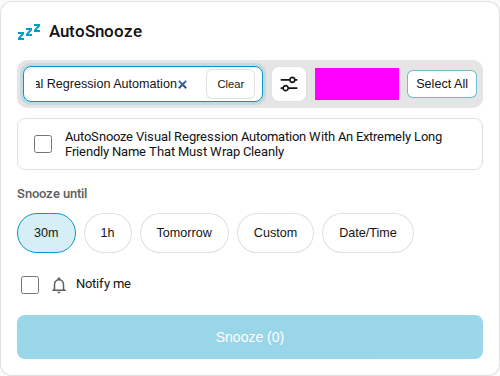 AutoSnooze
al Regression Automation
Clear
Select All
AutoSnooze Visual Regression Automation With An Extremely Long
Friendly Name That Must Wrap Cleanly
Snooze until
30m
1h
Tomorrow
Custom
Date/Time
Notify me
Snooze (0)